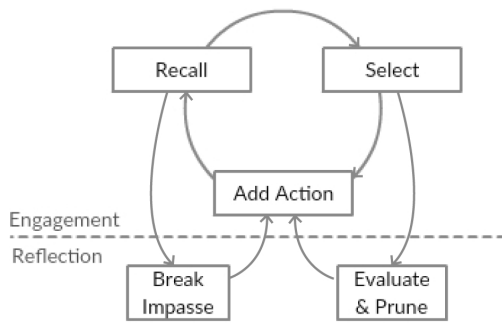 Recall
Select
Add Action
Engagement
Reflection
Break
Impasse
Evaluate
& Prune